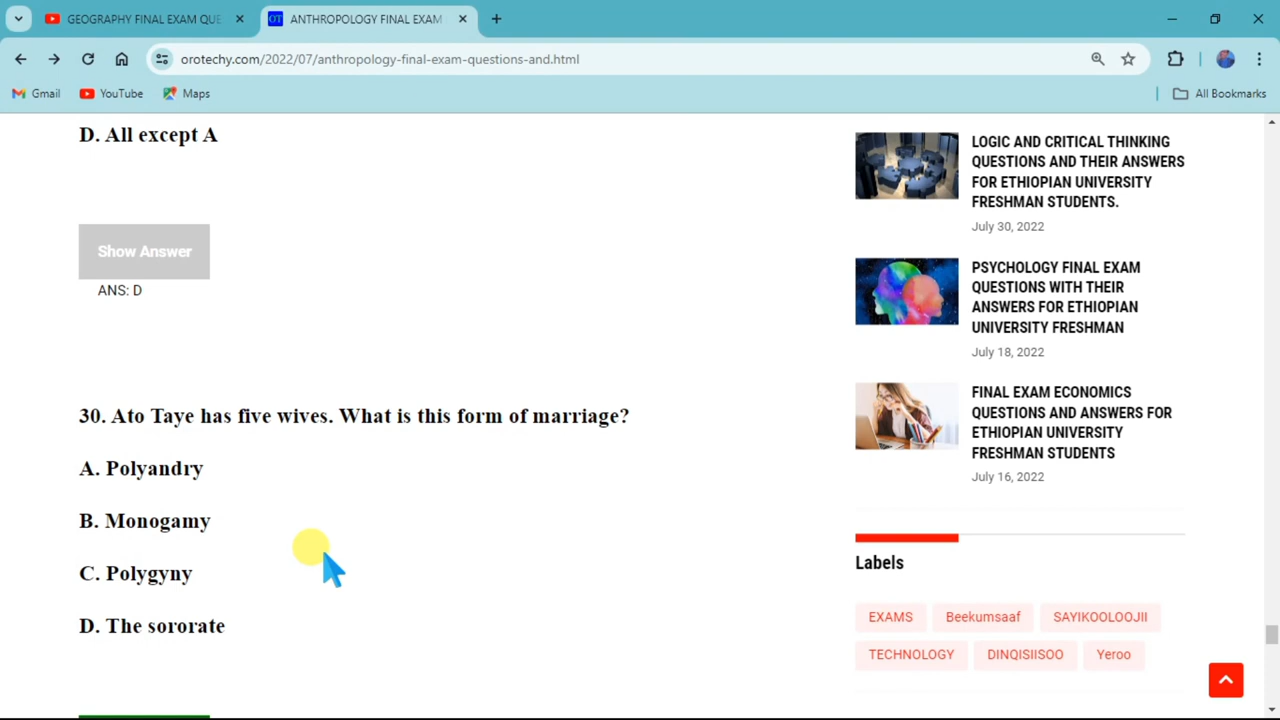 GEOGRAPHY FINAL EXAM QUE
OT ANTHROPOLOGY FINAL EXAM
orotechy.com/2022/07/anthropology-final-exam-questions-and.html
Gmail
YouTube
Maps
All Bookmarks
D. All except A
Show Answer
ANS: D
30. Ato Taye has five wives. What is this form of marriage?
A. Polyandry
B. Monogamy
C. Polygyny
D. The sororate
LOGIC AND CRITICAL THINKING
QUESTIONS AND THEIR ANSWERS
FOR ETHIOPIAN UNIVERSITY
FRESHMAN STUDENTS.
July 30, 2022
PSYCHOLOGY FINAL EXAM
QUESTIONS WITH THEIR
ANSWERS FOR ETHIOPIAN
UNIVERSITY FRESHMAN
July 18, 2022
FINAL EXAM ECONOMICS
QUESTIONS AND ANSWERS FOR
ETHIOPIAN UNIVERSITY
FRESHMAN STUDENTS
July 16, 2022
Labels
EXAMS
Beekumsaaf
SAYIKOOLOOJII
TECHNOLOGY
DINQISIISOO
Yeroo